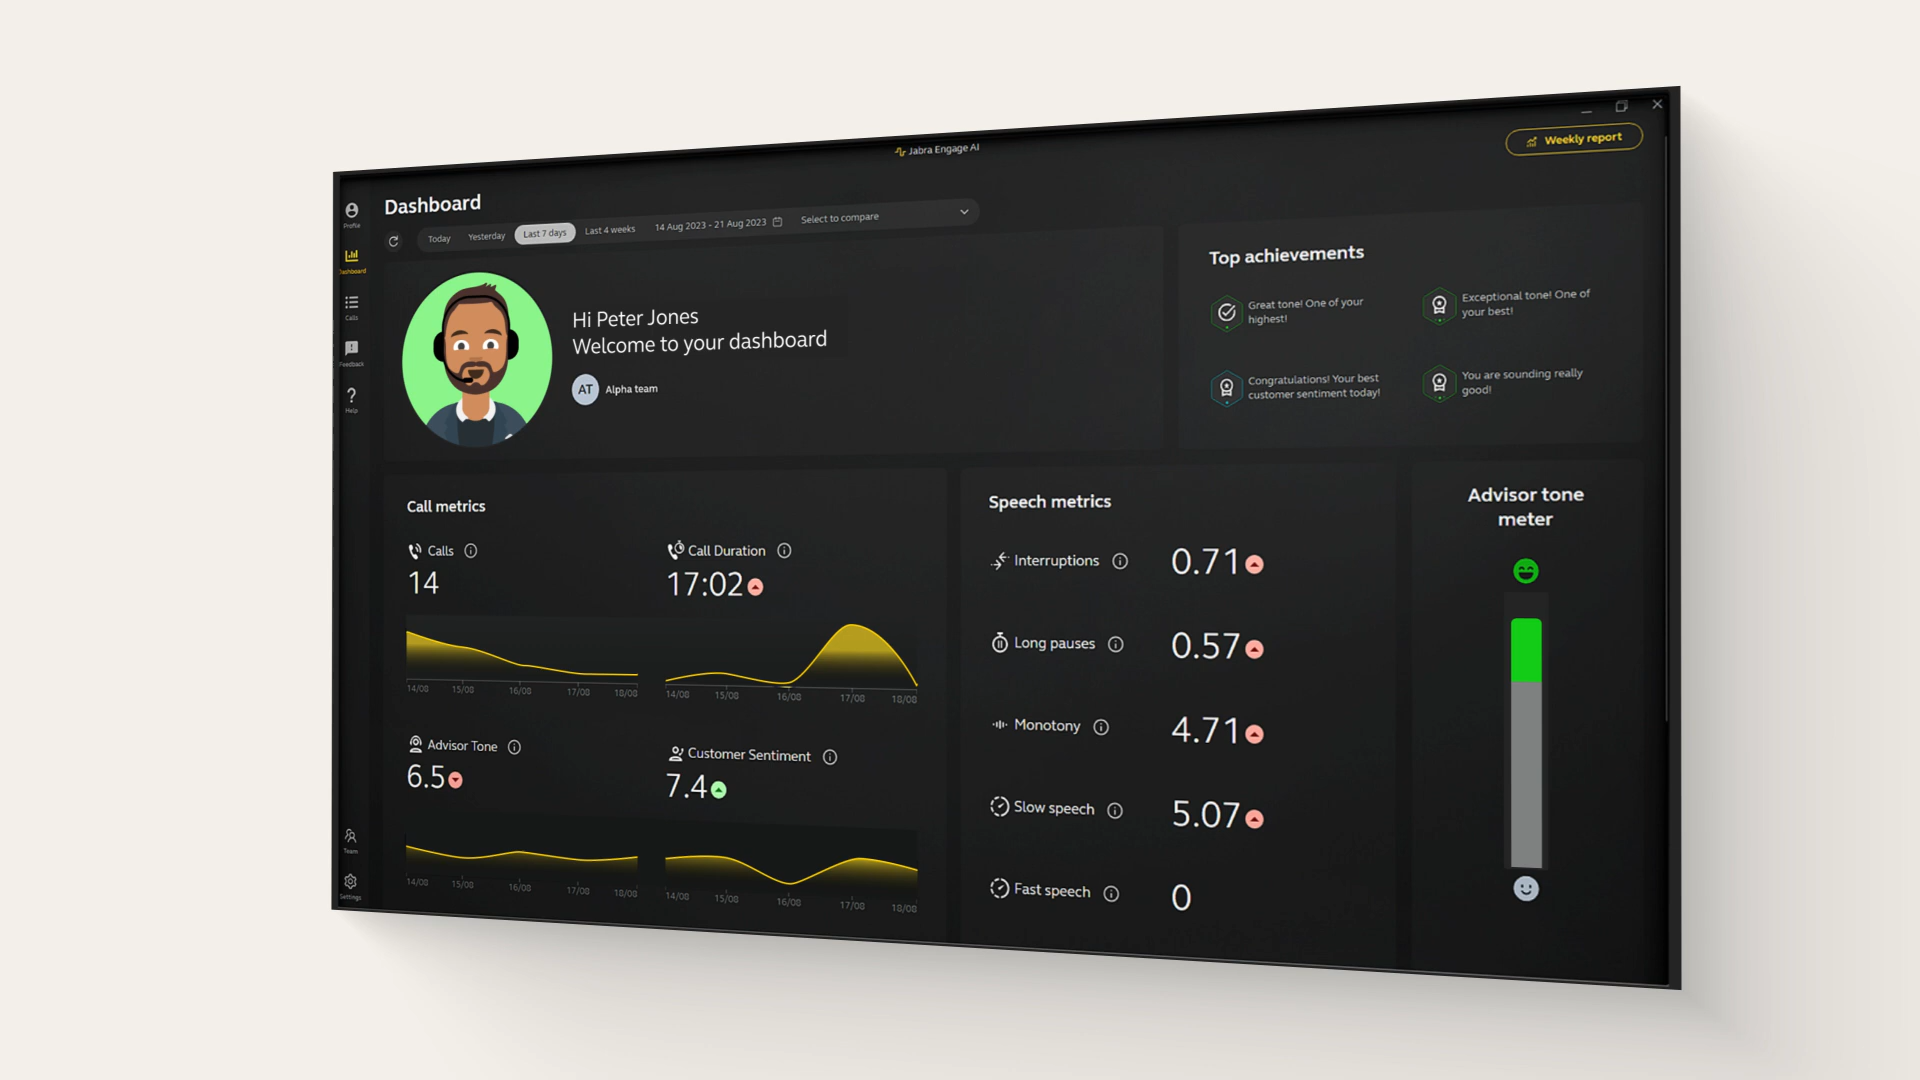 Jabra Engage AI
Weekly report
Profile
Dashboard
Calls
Feedback
Help
Team
Settings
Dashboard
Today
Yesterday
Last 7 days
Last 4 weeks
14 Aug 2023 - 21 Aug 2023
Select to compare
Hi Peter Jones
Welcome to your dashboard
AT
Alpha team
Top achievements
Great tone! One of your
highest!
Exceptional tone! One of
your best!
Congratulations! Your best
customer sentiment today!
You are sounding really
good!
Call metrics
Calls
14
14/08 15/08 16/08 17/08 18/08
Call Duration
17:02
14/08 15/08 16/08 17/08 18/08
Advisor Tone
6.5
14/08 15/08 16/08 17/08 18/08
Customer Sentiment
7.4
14/08 15/08 16/08 17/08 18/08
Speech metrics
Interruptions
0.71
Long pauses
0.57
Monotony
4.71
Slow speech
5.07
Fast speech
0
Advisor tone
meter